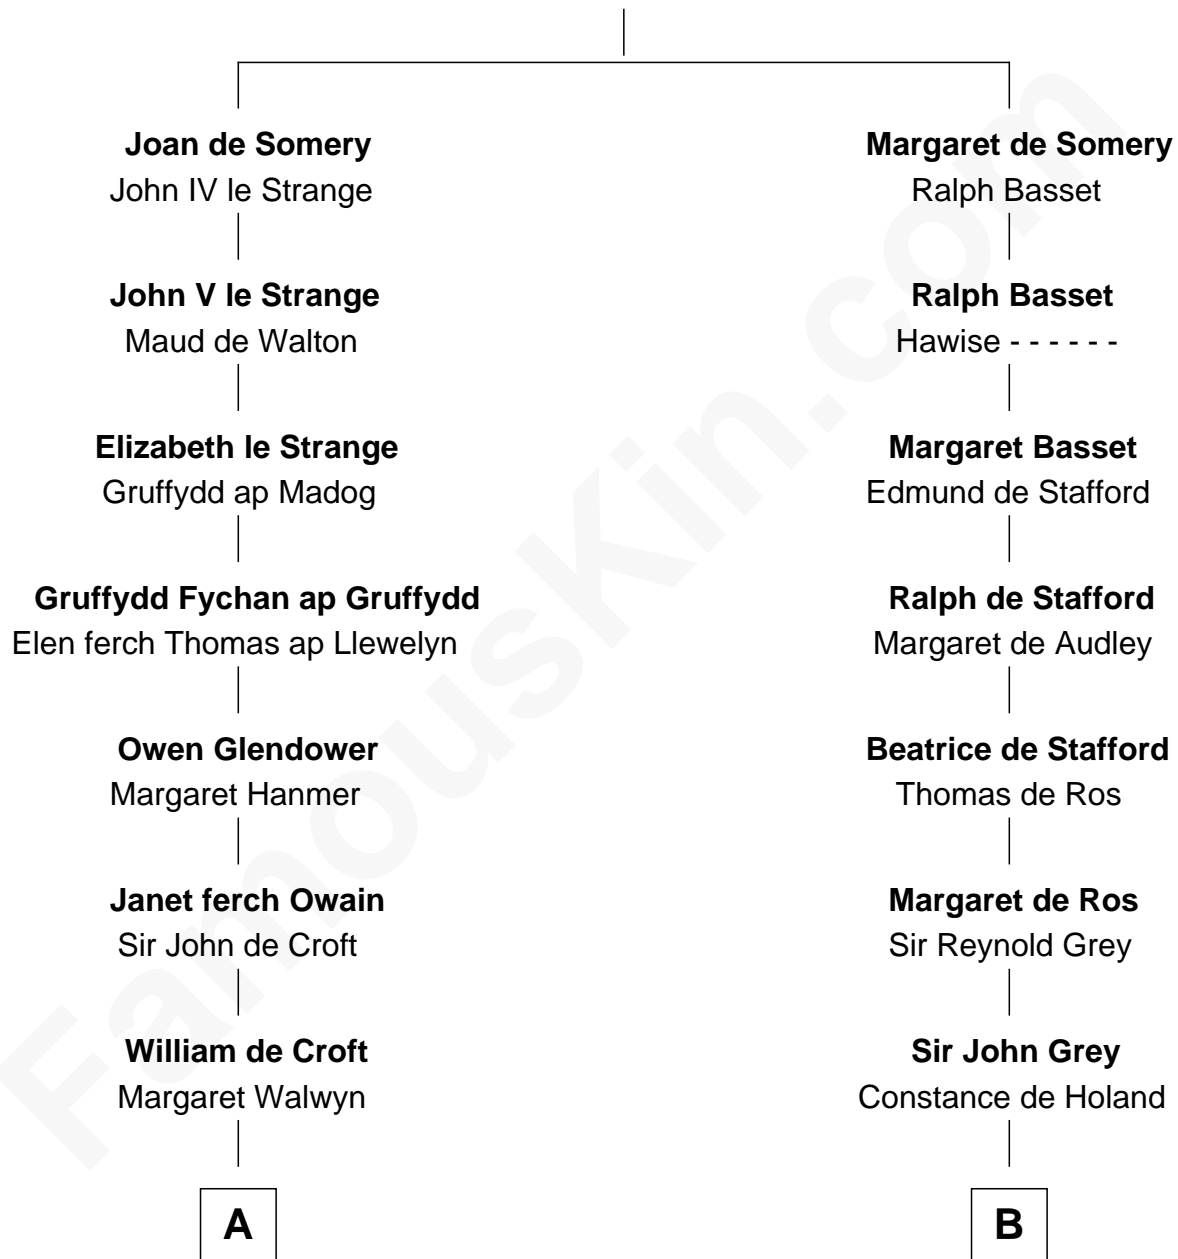 Joan de Somery
John IV le Strange
John V le Strange
Maud de Walton
Elizabeth le Strange
Gruffydd ap Madog
Gruffydd Fychan ap Gruffydd
Elen ferch Thomas ap Llewelyn
Owen Glendower
Margaret Hanmer
Janet ferch Owain
Sir John de Croft
William de Croft
Margaret Walwyn
A
Margaret de Somery
Ralph Basset
Ralph Basset
Hawise - - - - - -
Margaret Basset
Edmund de Stafford
Ralph de Stafford
Margaret de Audley
Beatrice de Stafford
Thomas de Ros
Margaret de Ros
Sir Reynold Grey
Sir John Grey
Constance de Holand
B
FamousKin.com